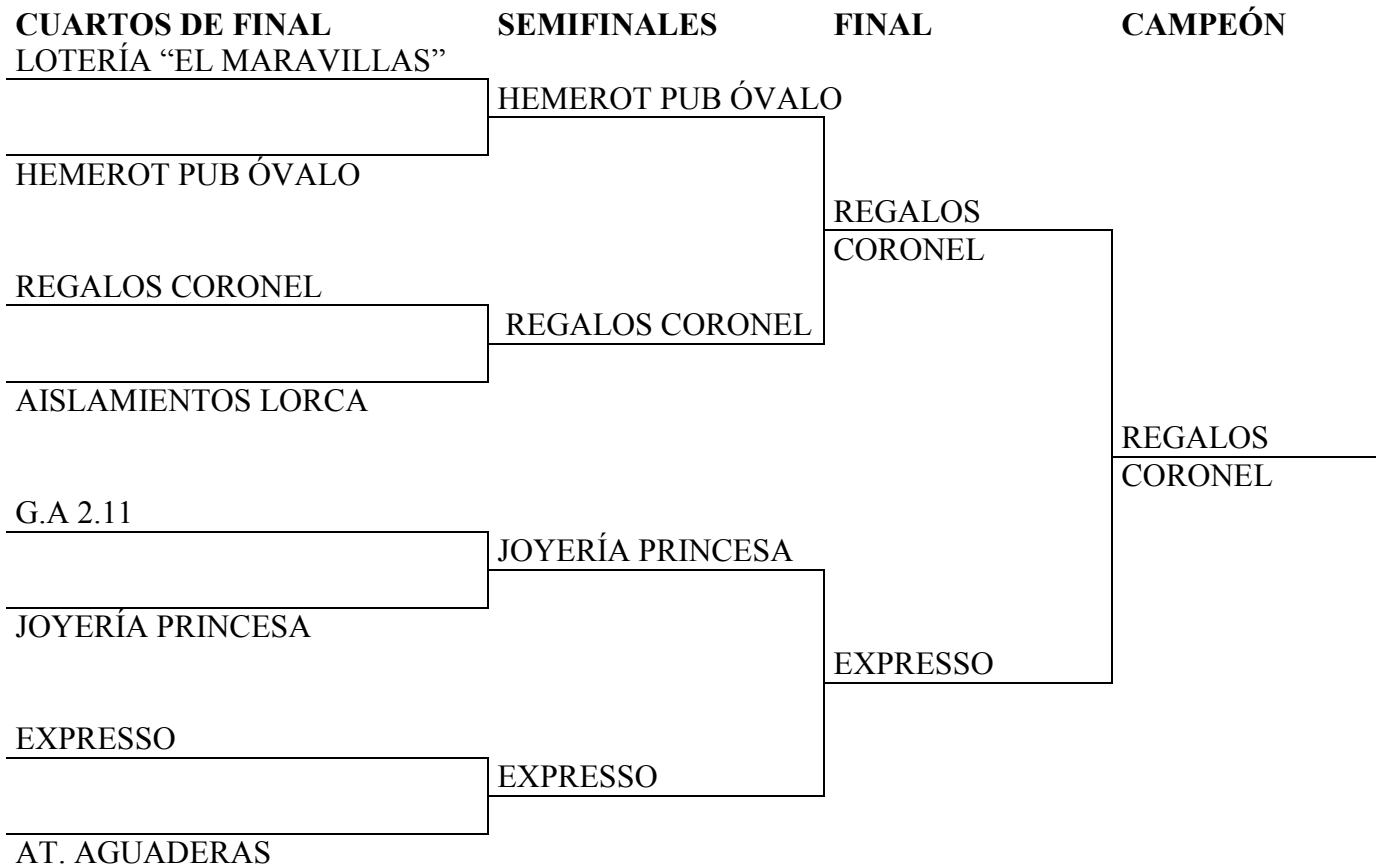 CUARTOS DE FINAL SEMIFINALES FINAL CAMPEÓN
LOTERÍA “EL MARAVILLAS”
HEMEROT PUB ÓVALO
HEMEROT PUB ÓVALO
REGALOS
CORONEL
REGALOS CORONEL
REGALOS CORONEL
AISLAMIENTOS LORCA
REGALOS
CORONEL
G.A 2.11
JOYERÍA PRINCESA
JOYERÍA PRINCESA
EXPRESSO
EXPRESSO
EXPRESSO
AT. AGUADERAS